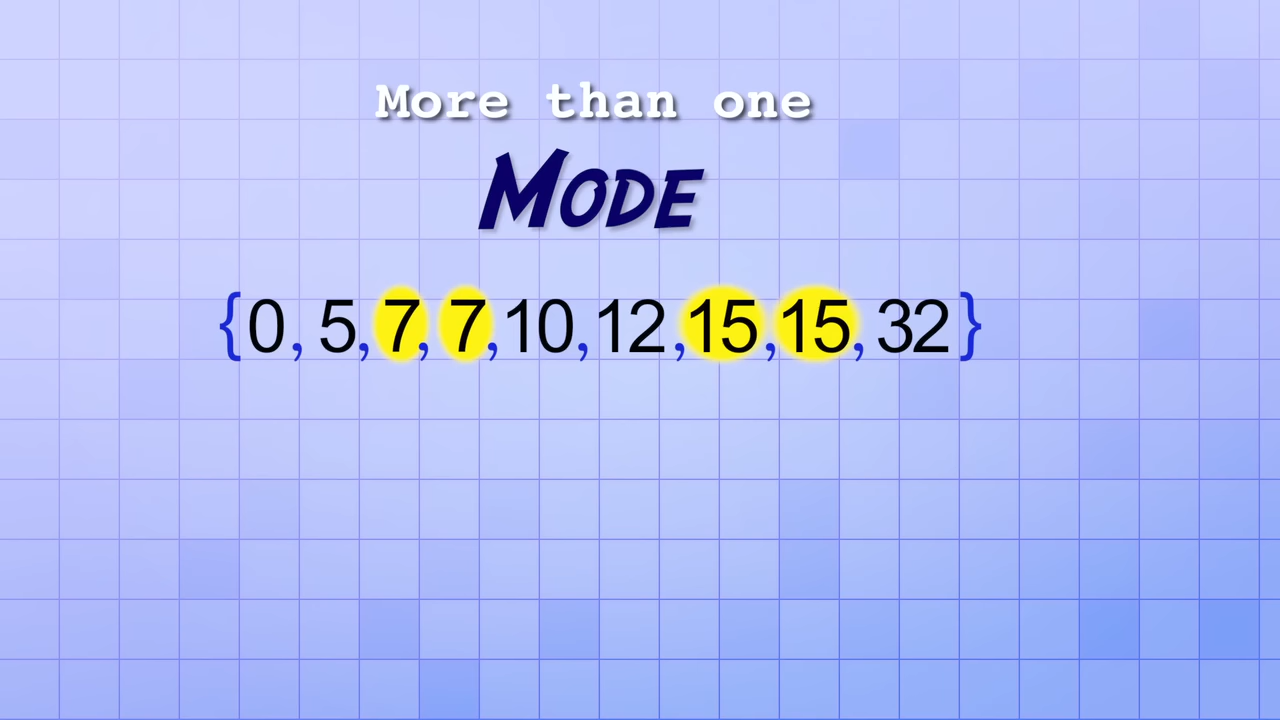 More than one
Mode
{0, 5, 7, 7, 10, 12, 15, 15, 32}